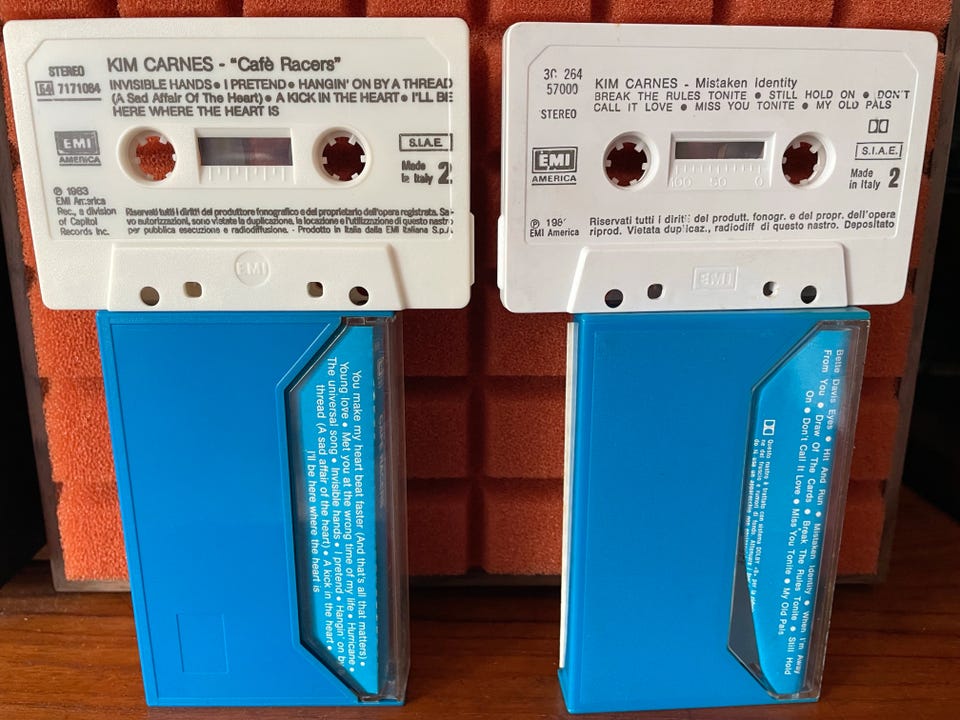 KIM CARNES - "Cafè Racers"
STEREO
64 7171084
INVISIBLE HANDS • I PRETEND • HANGIN' ON BY A THREAD
(A Sad Affair Of The Heart) • A KICK IN THE HEART • I'LL BE
HERE WHERE THE HEART IS
EMI
AMERICA
S.I.A.E.
Made
in Italy 2
℗ 1983
EMI America
Rec., a division
of Capitol
Records Inc.
Riservati tutti i diritti del produttore fonografico e del proprietario dell'opera registrata. Sa-
vo autorizzazioni, sono vietate la duplicazione, la locazione e l'utilizzazione di questo nastro
per pubblica esecuzione e radiodiffusione. - Prodotto in Italia dalla EMI Italiana S.p.A
EMI
3C 264
57000
STEREO
KIM CARNES - Mistaken Identity
BREAK THE RULES TONITE • STILL HOLD ON • DON'T
CALL IT LOVE • MISS YOU TONITE • MY OLD PALS
EMI
AMERICA
S.I.A.E.
Made
in Italy 2
℗ 198
EMI America
Riservati tutti i diritti del produtt. fonogr. e del propr. dell'opera
riprod. Vietata duplicaz., radiodiff di questo nastro. Depositato
100 50 0
EMI
You make my heart beat faster (And that's all that matters) •
Young love • Met you at the wrong time of my life • Hurricane •
The universal song • Invisible hands • I pretend • Hangin' on by
thread (A sad affair of the heart) • A kick in the heart •
I'll be here where the heart is
Bette Davis Eyes • Hit And Run • Mistaken Identity • When I'm Away
From You • Draw Of The Cards • Break The Rules Tonite • Still Hold
On • Don't Call It Love • Miss You Tonite • My Old Pals
Questo nastro è trattato con sistema DOLBY «B» per la